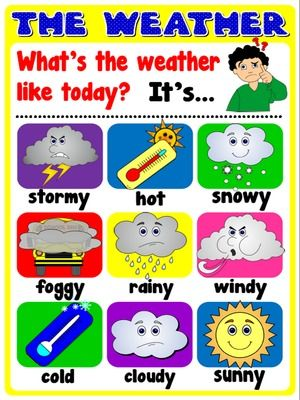 THE WEATHER
What's the weather
like today? It's...
stormy hot snowy
foggy rainy windy
cold cloudy sunny